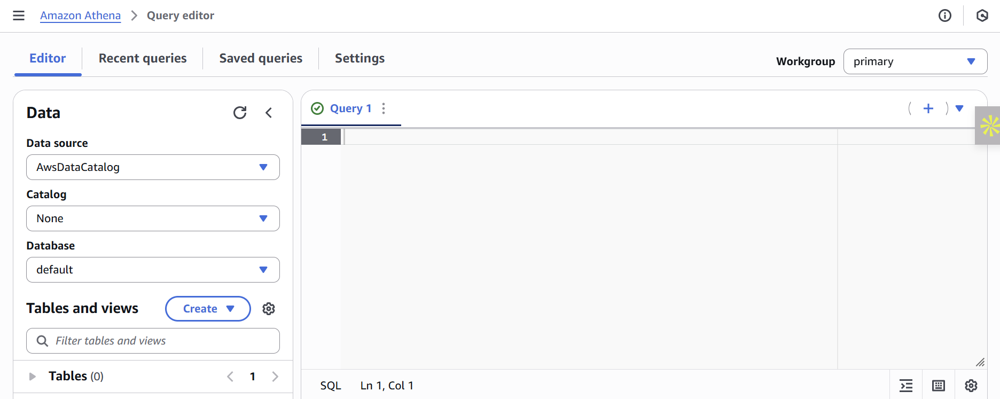 Amazon Athena > Query editor
Editor Recent queries Saved queries Settings
Workgroup primary
Data
Data source
AwsDataCatalog
Catalog
None
Database
default
Tables and views Create
Filter tables and views
Tables (0) < 1 >
Query 1
1
SQL Ln 1, Col 1